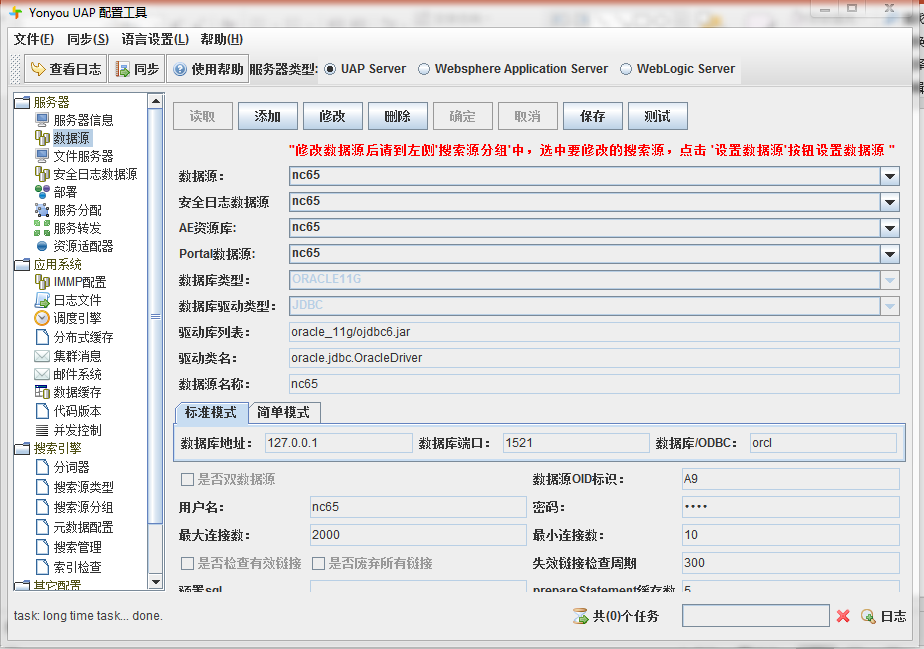 Yonyou UAP 配置工具
文件(F) 同步(S) 语言设置(L) 帮助(H)
查看日志 同步 使用帮助 服务器类型: UAP Server Websphere Application Server WebLogic Server
服务器
服务器信息
数据源
文件服务器
安全日志数据源
部署
服务分配
服务转发
资源适配器
应用系统
IMMP配置
日志文件
调度引擎
分布式缓存
集群消息
邮件系统
数据缓存
代码版本
并发控制
搜索引擎
分词器
搜索源类型
搜索源分组
元数据配置
搜索管理
索引检查
其它配置
读取 添加 修改 删除 确定 取消 保存 测试
"修改数据源后请到左侧'搜索源分组'中，选中要修改的搜索源，点击 '设置数据源'按钮设置数据源 "
数据源: nc65
安全日志数据源 nc65
AE资源库: nc65
Portal数据源: nc65
数据库类型: ORACLE11G
数据库驱动类型: JDBC
驱动库列表: oracle_11g/ojdbc6.jar
驱动类名: oracle.jdbc.OracleDriver
数据源名称: nc65
标准模式 简单模式
数据库地址: 127.0.0.1 数据库端口: 1521 数据库/ODBC: orcl
是否双数据源 数据源OID标识: A9
用户名: nc65 密码: ••••
最大连接数: 2000 最小连接数: 10
是否检查有效链接 是否废弃所有链接 失效链接检查周期 300
预置sql prepareStatement缓存数 5
task: long time task... done. 共(0)个任务 日志